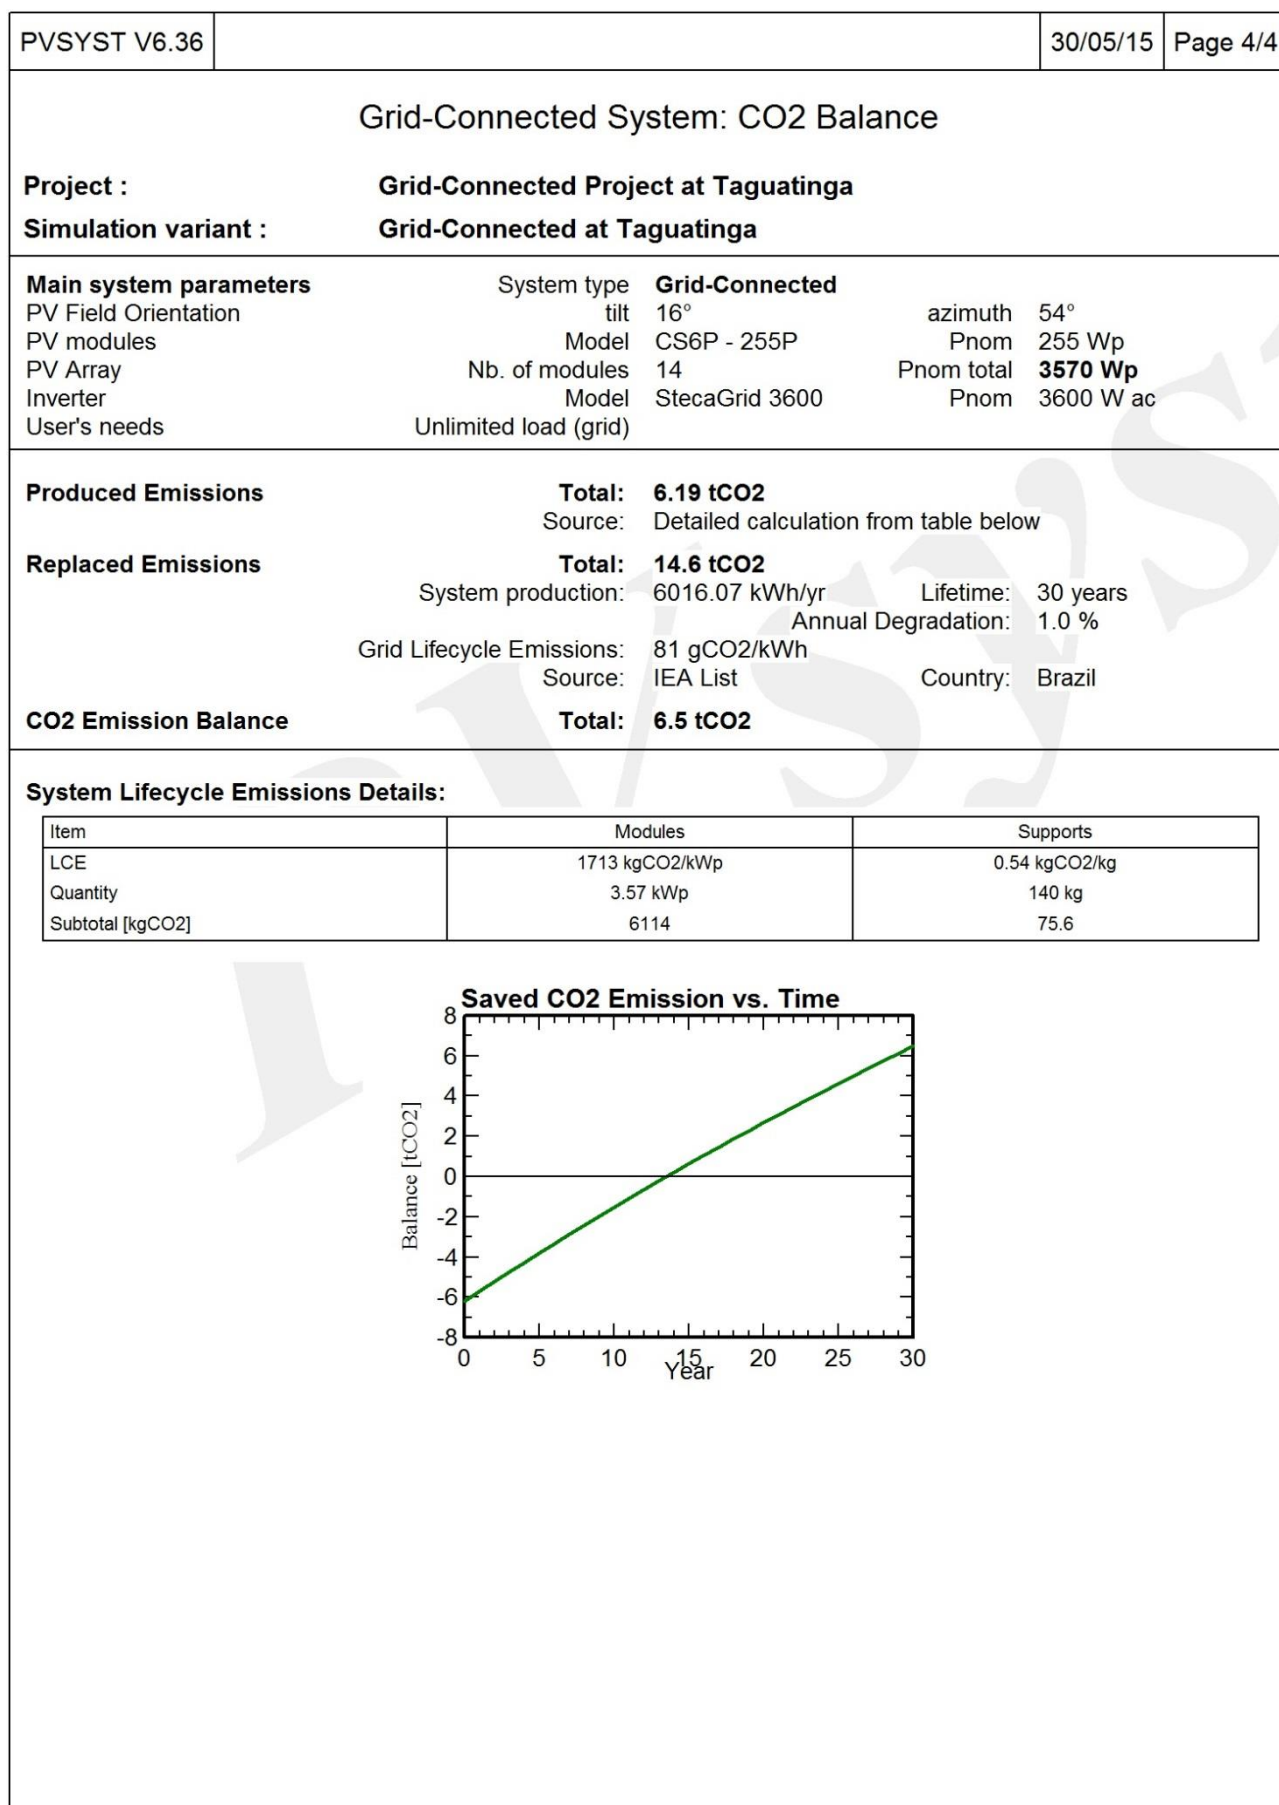 PVSYST V6.36 30/05/15 Page 4/4
Grid-Connected System: CO2 Balance
Project : Grid-Connected Project at Taguatinga
Simulation variant : Grid-Connected at Taguatinga
Main system parameters System type Grid-Connected
PV Field Orientation tilt 16° azimuth 54°
PV modules Model CS6P - 255P Pnom 255 Wp
PV Array Nb. of modules 14 Pnom total 3570 Wp
Inverter Model StecaGrid 3600 Pnom 3600 W ac
User's needs Unlimited load (grid)
Produced Emissions Total: 6.19 tCO2
Source: Detailed calculation from table below
Replaced Emissions Total: 14.6 tCO2
System production: 6016.07 kWh/yr Lifetime: 30 years
Annual Degradation: 1.0 %
Grid Lifecycle Emissions: 81 gCO2/kWh
Source: IEA List Country: Brazil
CO2 Emission Balance Total: 6.5 tCO2
System Lifecycle Emissions Details:
Item Modules Supports
LCE 1713 kgCO2/kWp 0.54 kgCO2/kg
Quantity 3.57 kWp 140 kg
Subtotal [kgCO2] 6114 75.6
Saved CO2 Emission vs. Time
8
6
4
2
0
-2
-4
-6
-8
Balance [tCO2]
0 5 10 15 20 25 30
Year
PVsyst